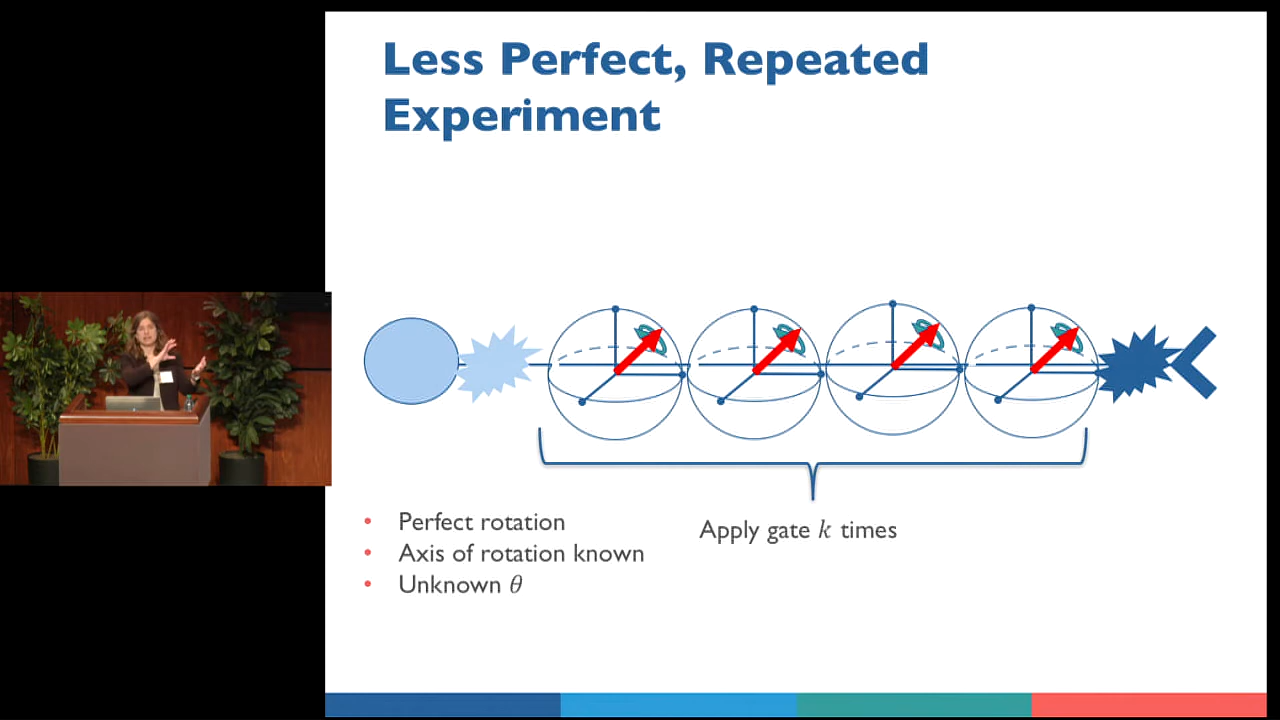 Less Perfect, Repeated
Experiment
• Perfect rotation
• Axis of rotation known
• Unknown θ
Apply gate k times